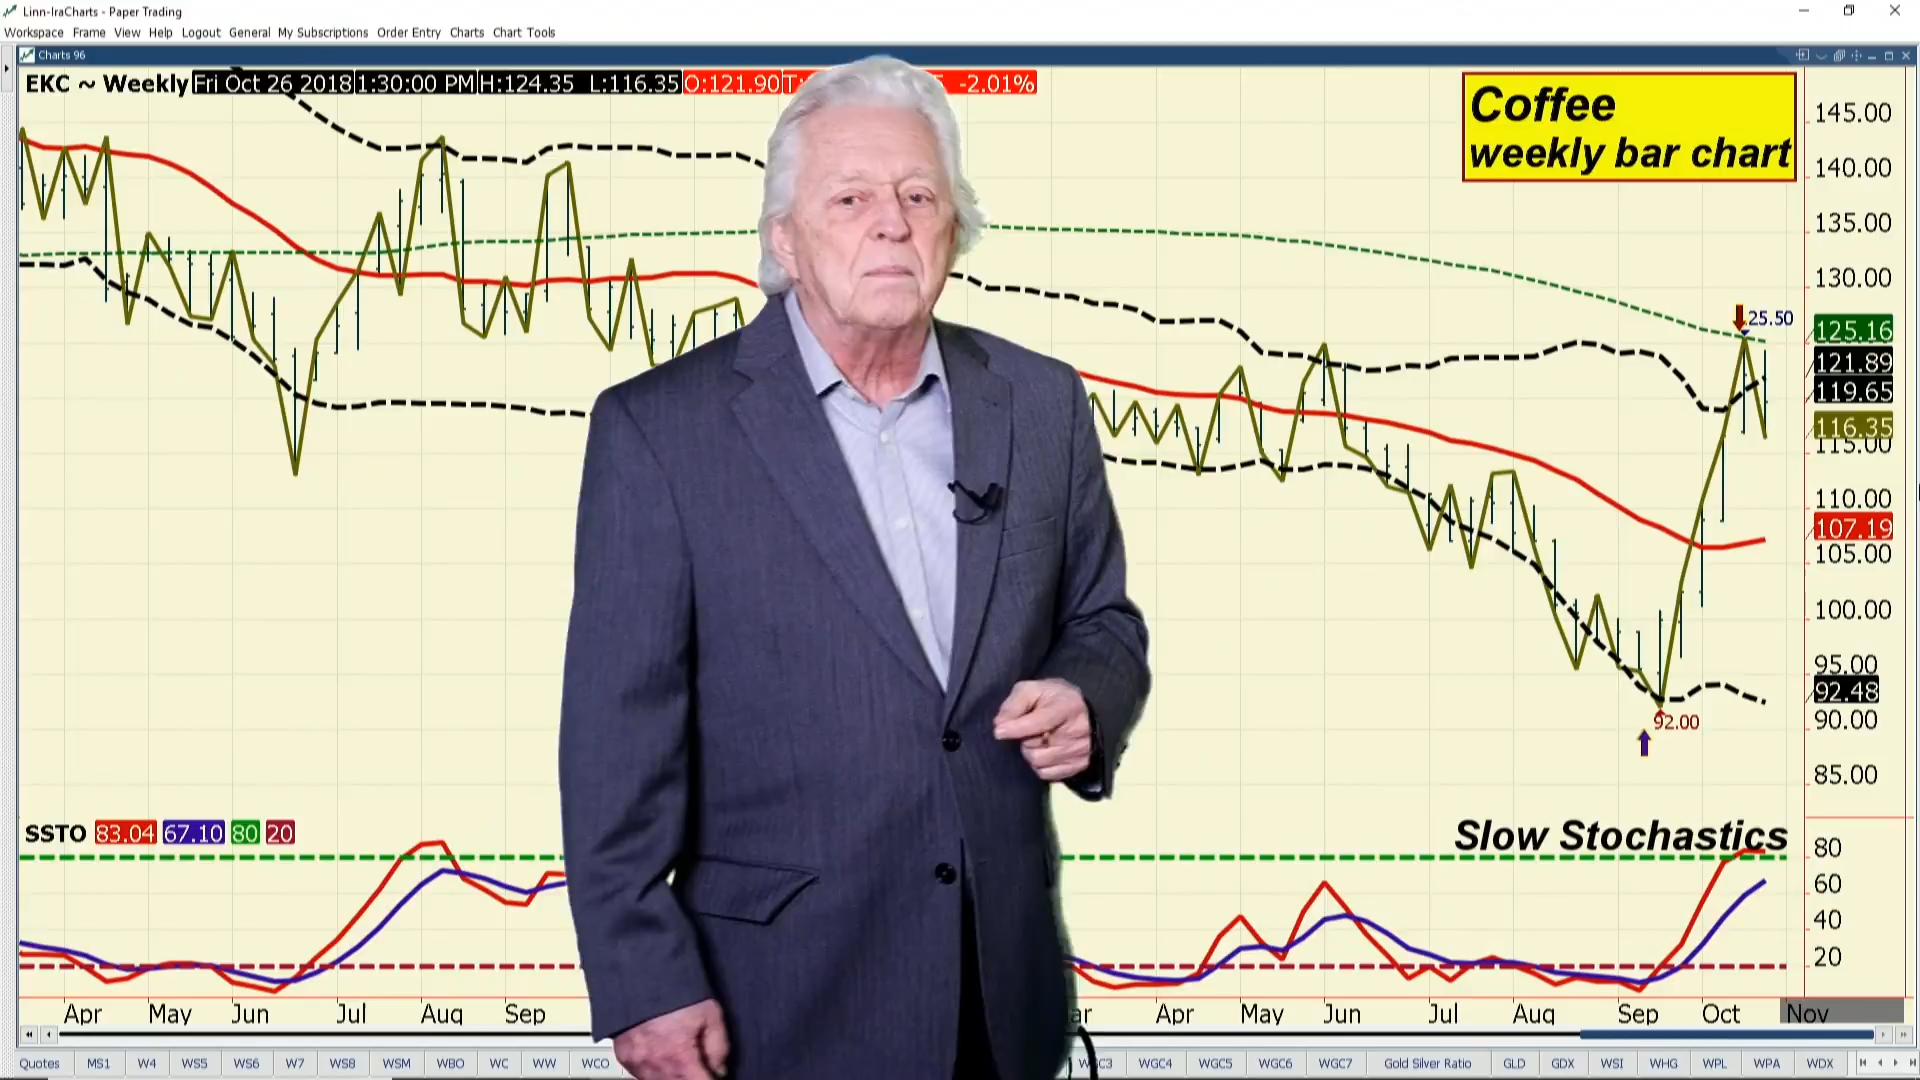 Linn-IraCharts - Paper Trading
Workspace Frame View Help Logout General My Subscriptions Order Entry Charts Chart Tools
Charts 96
EKC ~ Weekly Fri Oct 26 2018 1:30:00 PM H:124.35 L:116.35 O:121.90 -2.01%
Coffee
weekly bar chart
145.00
140.00
135.00
130.00
25.50
125.16
121.89
119.65
116.35
115.00
110.00
107.19
105.00
100.00
95.00
92.48
92.00
90.00
85.00
SSTO 83.04 67.10 80 20
Slow Stochastics
80
60
40
20
Apr May Jun Jul Aug Sep ar Apr May Jun Jul Aug Sep Oct Nov
Quotes MS1 W4 WS5 WS6 W7 WS8 WSM WBO WC WW WCO WGC3 WGC4 WGC5 WGC6 WGC7 Gold Silver Ratio GLD GDX WSI WHG WPL WPA WDX